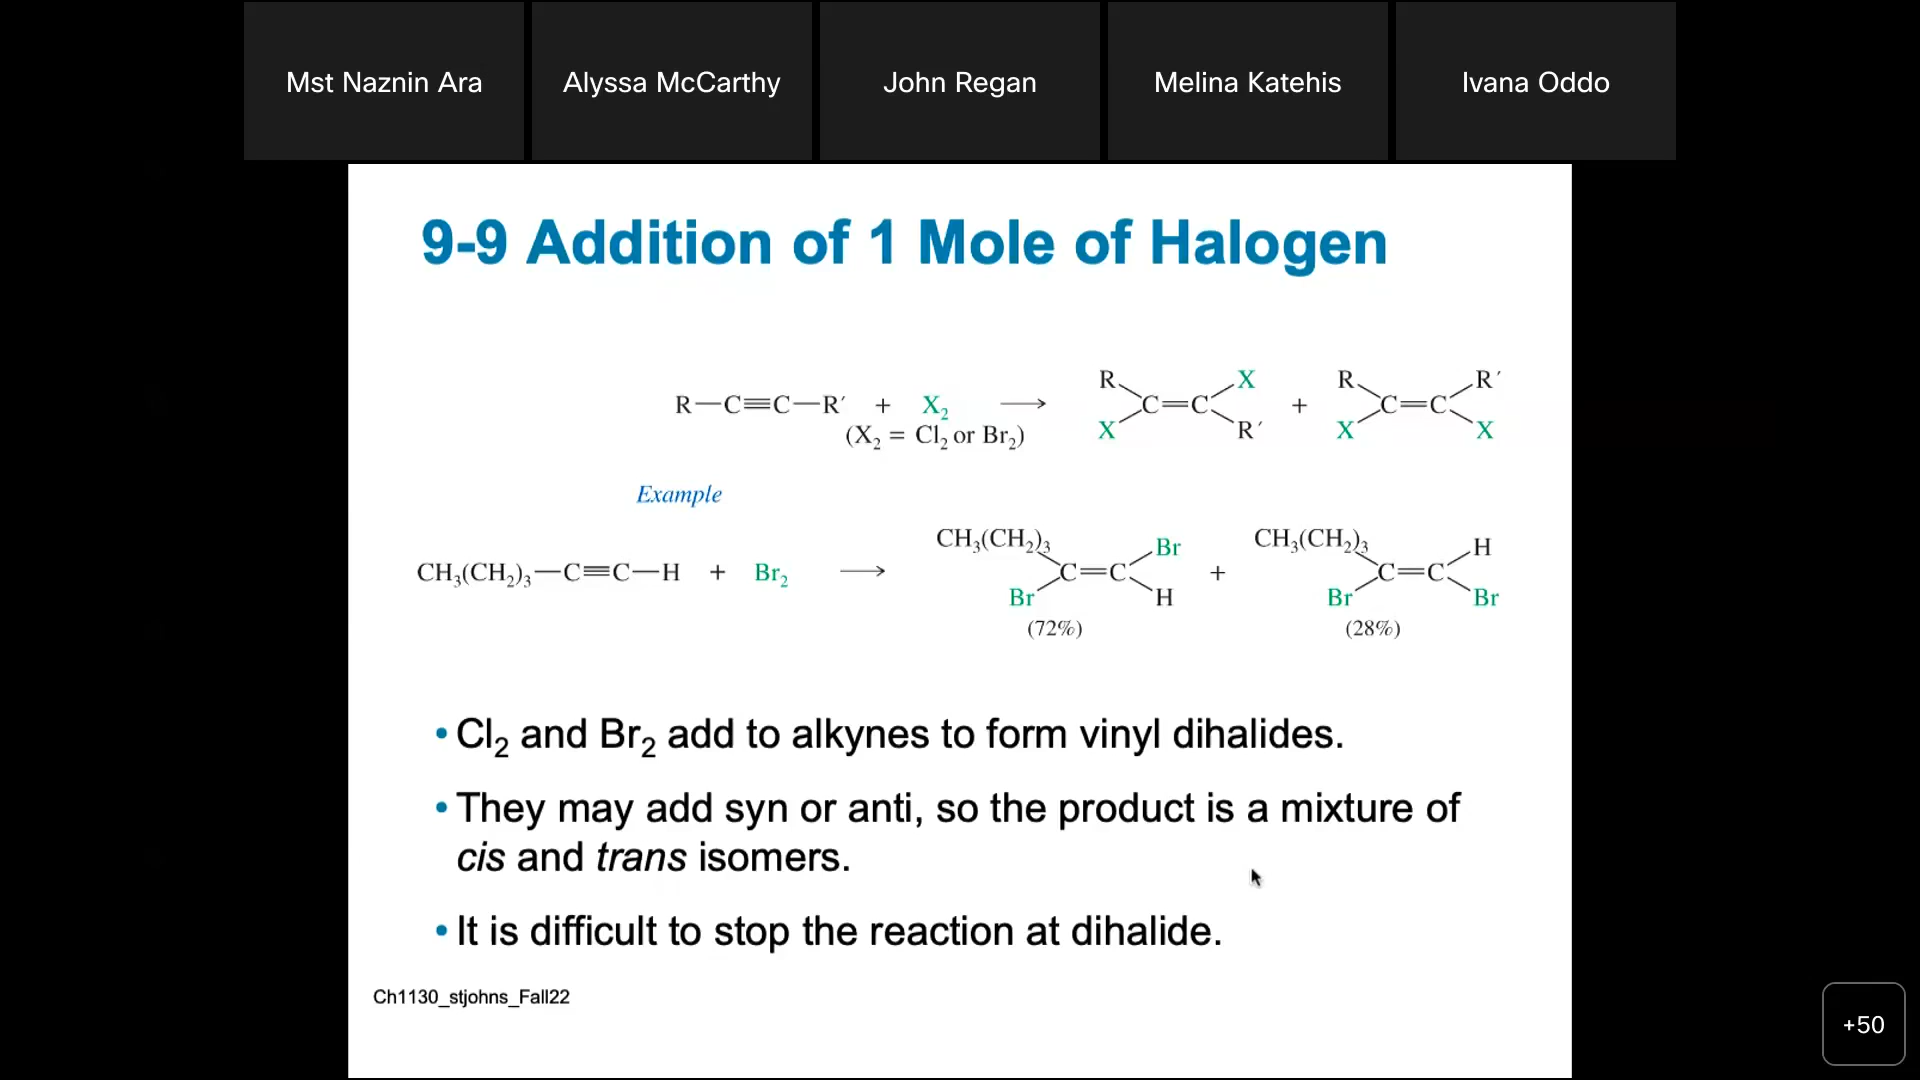 Mst Naznin Ara
Alyssa McCarthy
John Regan
Melina Katehis
Ivana Oddo
9-9 Addition of 1 Mole of Halogen
R—C≡C—R′ + X₂ ⟶ R X C=C X R′ + R R′ C=C X X
(X₂ = Cl₂ or Br₂)
Example
CH₃(CH₂)₃—C≡C—H + Br₂ ⟶ CH₃(CH₂)₃ Br C=C Br H + CH₃(CH₂)₃ H C=C Br Br
(72%) (28%)
• Cl₂ and Br₂ add to alkynes to form vinyl dihalides.
• They may add syn or anti, so the product is a mixture of
cis and trans isomers.
• It is difficult to stop the reaction at dihalide.
Ch1130_stjohns_Fall22
+50